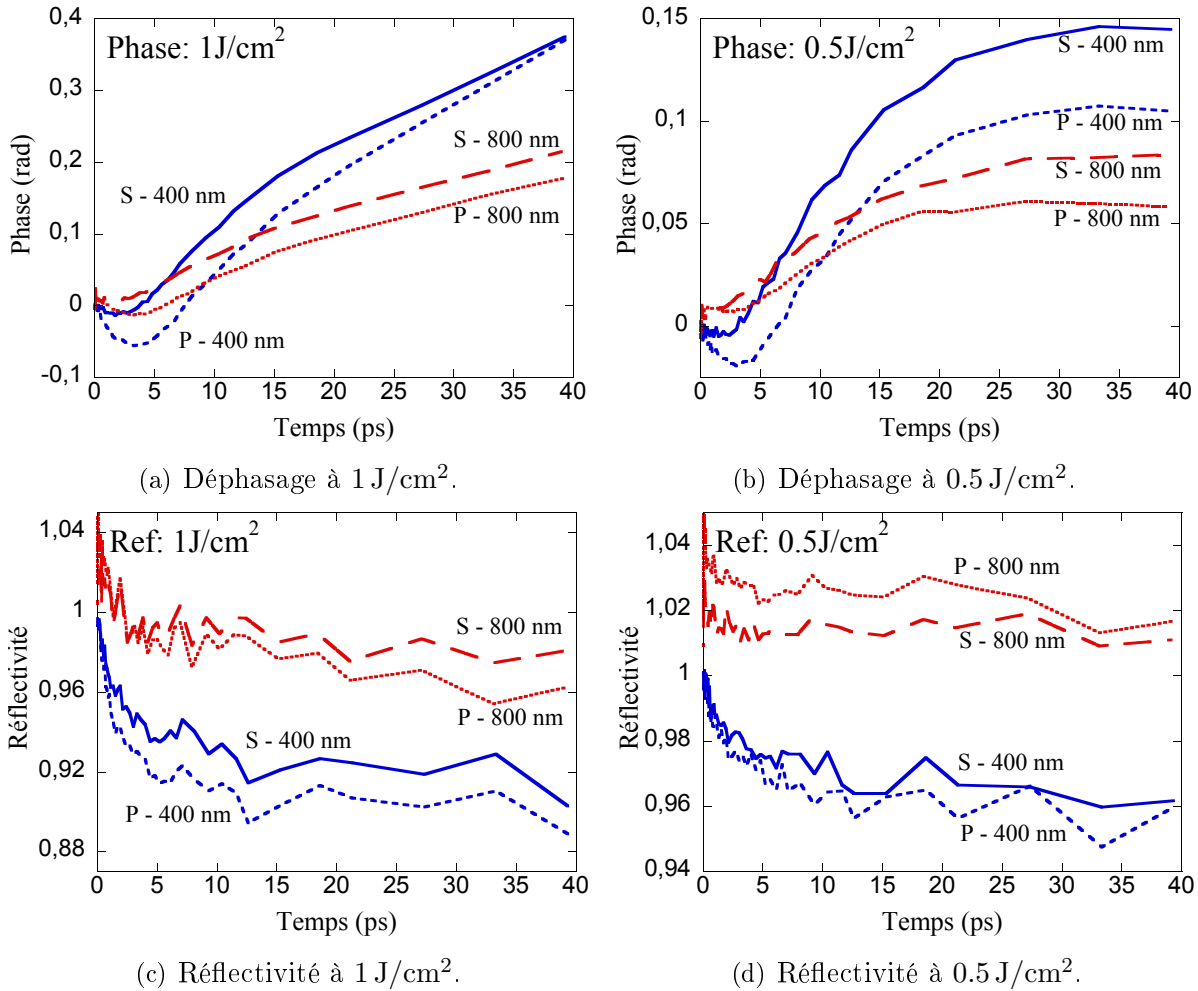 Phase: 1J/cm²
Phase (rad)
0,4
0,3
0,2
0,1
0
-0,1
S - 400 nm
S - 800 nm
P - 800 nm
P - 400 nm
0 5 10 15 20 25 30 35 40
Temps (ps)
(a) Déphasage à 1 J/cm².
Phase: 0.5J/cm²
Phase (rad)
0,15
0,1
0,05
0
S - 400 nm
P - 400 nm
S - 800 nm
P - 800 nm
0 5 10 15 20 25 30 35 40
Temps (ps)
(b) Déphasage à 0.5 J/cm².
Ref: 1J/cm²
Réflectivité
1,04
1
0,96
0,92
0,88
S - 800 nm
P - 800 nm
S - 400 nm
P - 400 nm
0 5 10 15 20 25 30 35 40
Temps (ps)
(c) Réflectivité à 1 J/cm².
Ref: 0.5J/cm²
Réflectivité
1,04
1,02
1
0,98
0,96
0,94
P - 800 nm
S - 800 nm
S - 400 nm
P - 400 nm
0 5 10 15 20 25 30 35 40
Temps (ps)
(d) Réflectivité à 0.5 J/cm².